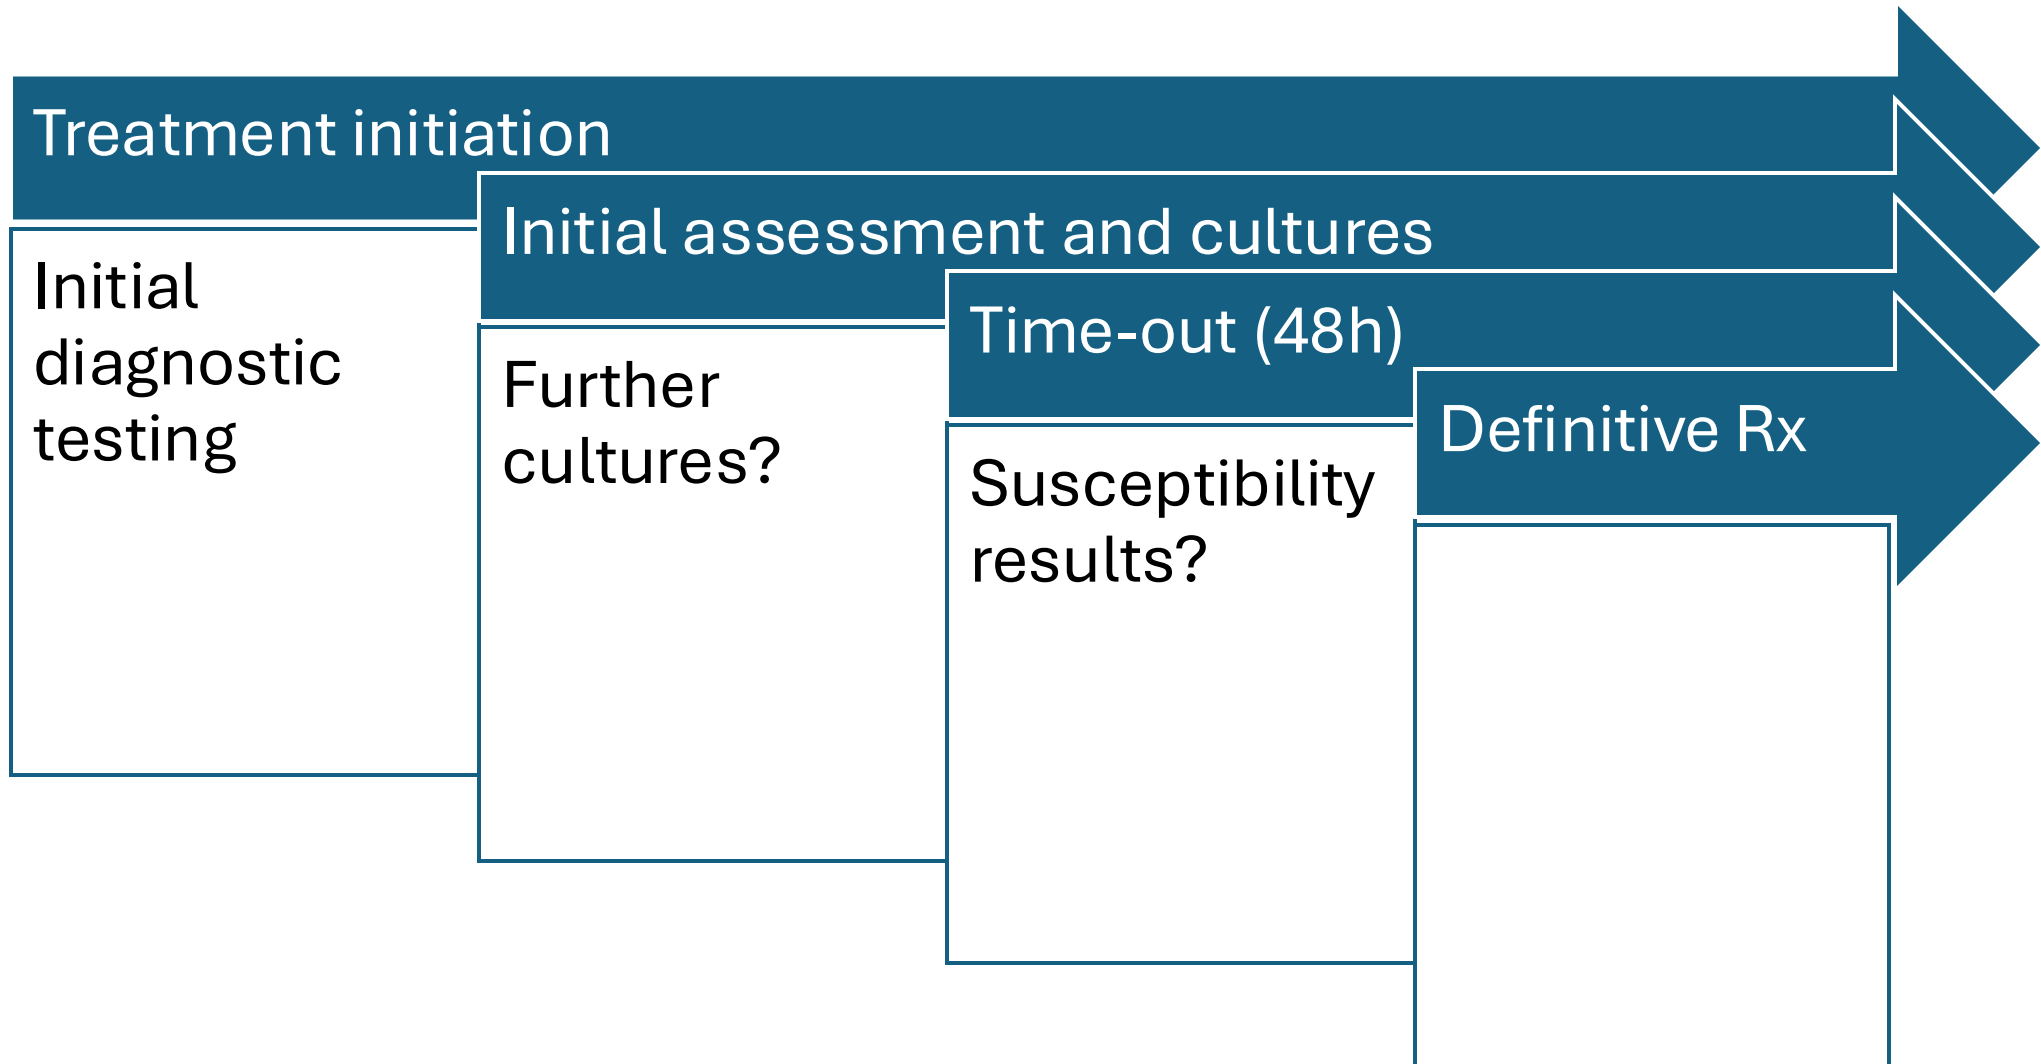 Treatment initiation
Initial
diagnostic
testing
Initial assessment and cultures
Further
cultures?
Time-out (48h)
Susceptibility
results?
Definitive Rx